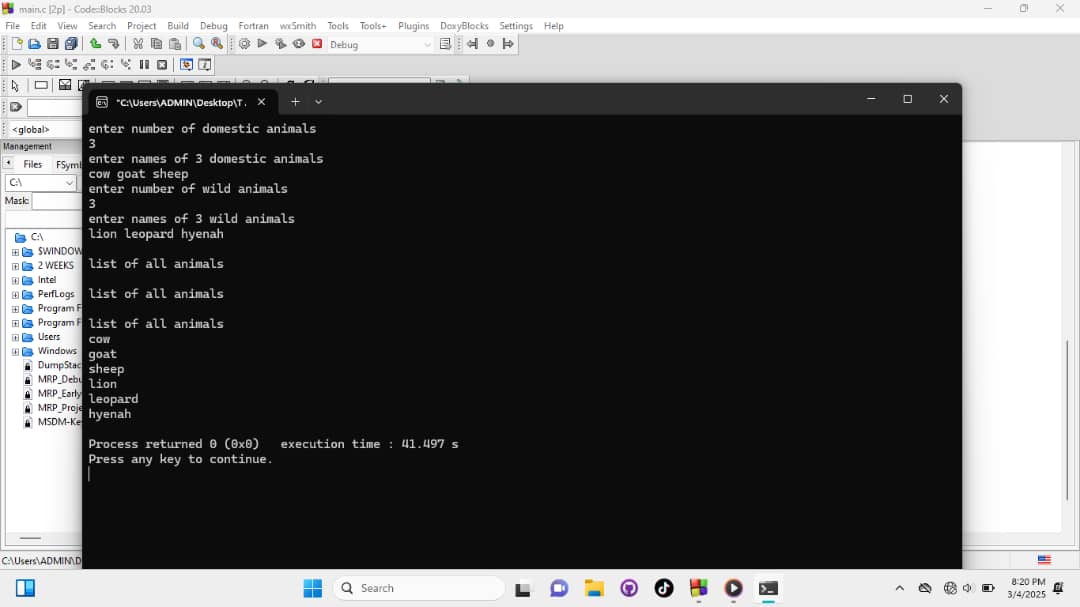 main.c [2p] - Code::Blocks 20.03
File Edit View Search Project Build Debug Fortran wxSmith Tools Tools+ Plugins DoxyBlocks Settings Help
Debug
"C:\Users\ADMIN\Desktop\T.
<global>
Management
Files FSymb
C:\
Mask:
C:\
$WINDOW
2 WEEKS
Intel
PerfLogs
Program F
Program F
Users
Windows
DumpStac
MRP_Debu
MRP_Early
MRP_Proje
MSDM-Ke
enter number of domestic animals
3
enter names of 3 domestic animals
cow goat sheep
enter number of wild animals
3
enter names of 3 wild animals
lion leopard hyenah
list of all animals
list of all animals
list of all animals
cow
goat
sheep
lion
leopard
hyenah
Process returned 0 (0x0)   execution time : 41.497 s
Press any key to continue.
C:\Users\ADMIN\D
Search
8:20 PM
3/4/2025